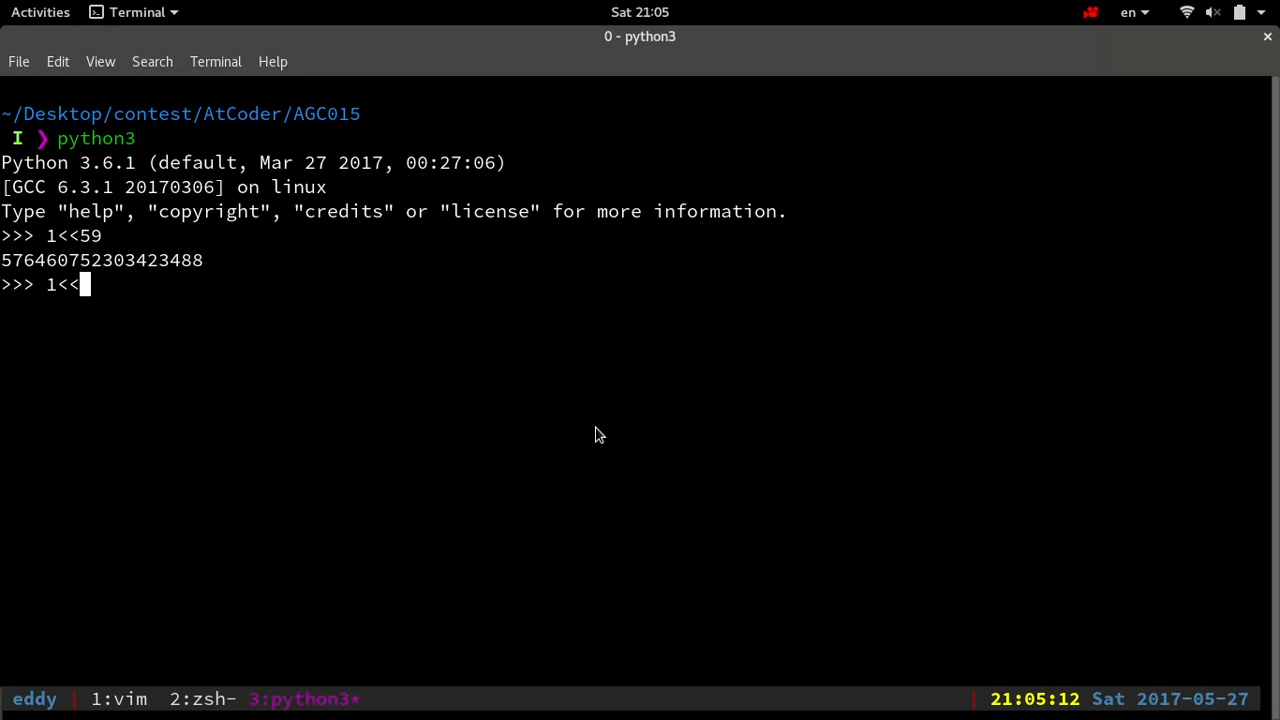 Activities Terminal Sat 21:05 en
0 - python3 ×
File Edit View Search Terminal Help
~/Desktop/contest/AtCoder/AGC015
I ❯ python3
Python 3.6.1 (default, Mar 27 2017, 00:27:06)
[GCC 6.3.1 20170306] on linux
Type "help", "copyright", "credits" or "license" for more information.
>>> 1<<59
576460752303423488
>>> 1<<
eddy | 1:vim 2:zsh- 3:python3* | 21:05:12 Sat 2017-05-27